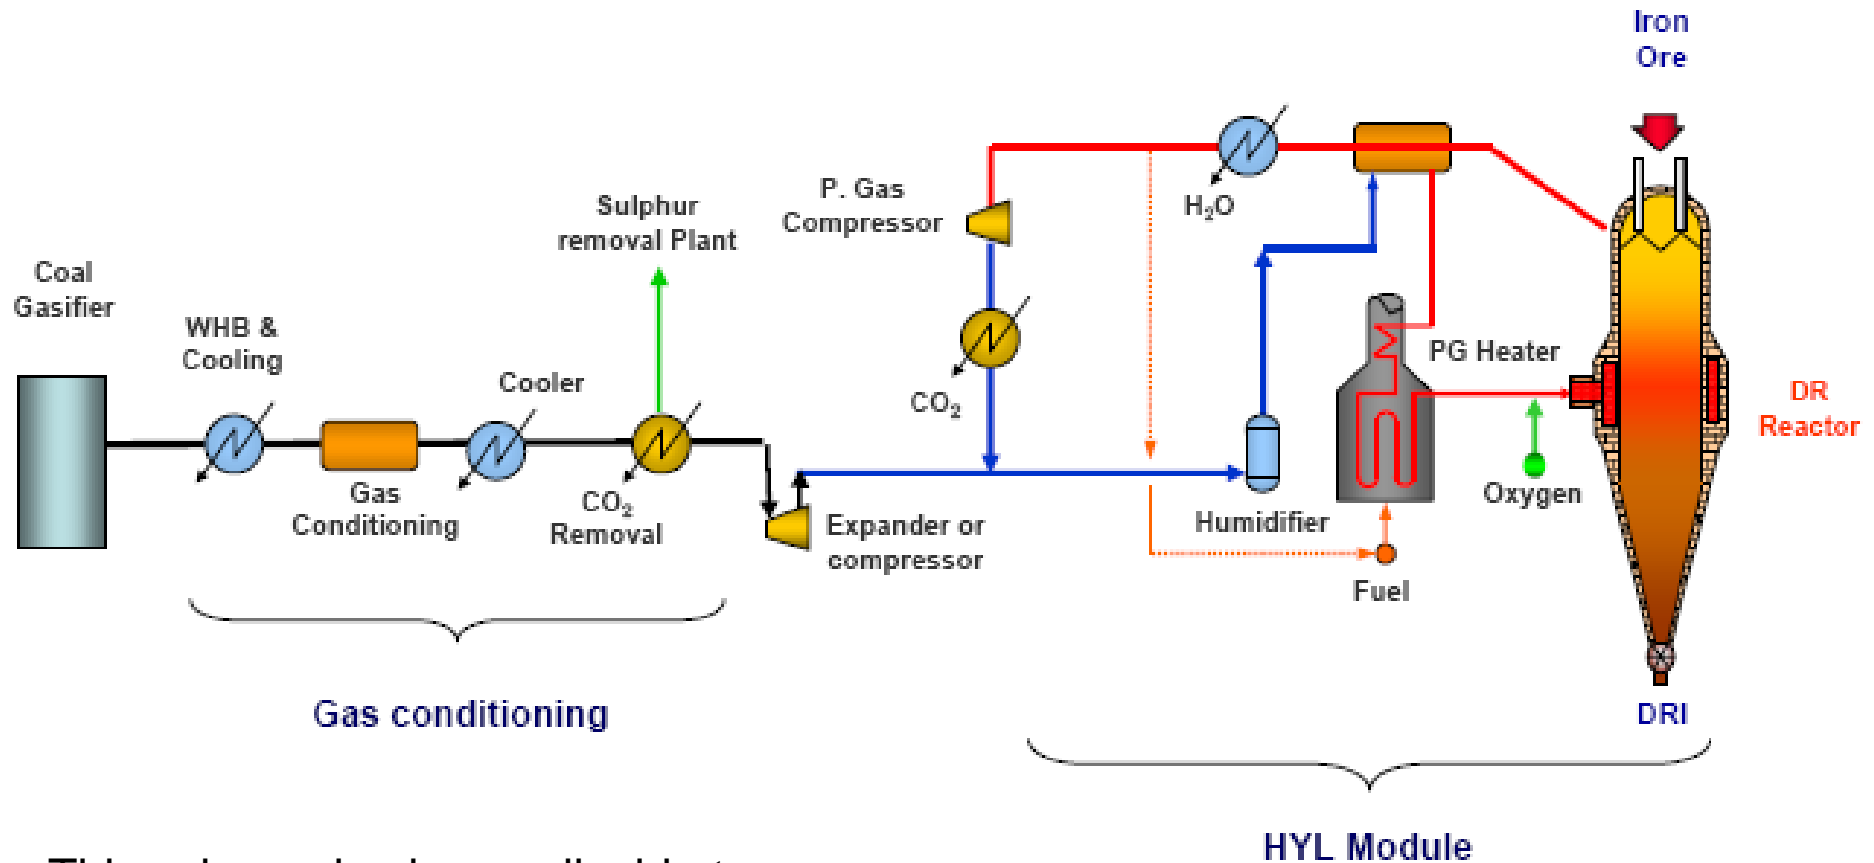 Iron
Ore
P. Gas
Compressor
H₂O
Sulphur
removal Plant
Coal
Gasifier
WHB &
Cooling
Cooler
PG Heater
CO₂
DR
Reactor
Gas
Conditioning
CO₂
Removal
Expander or
compressor
Humidifier
Oxygen
Fuel
Gas conditioning
DRI
HYL Module